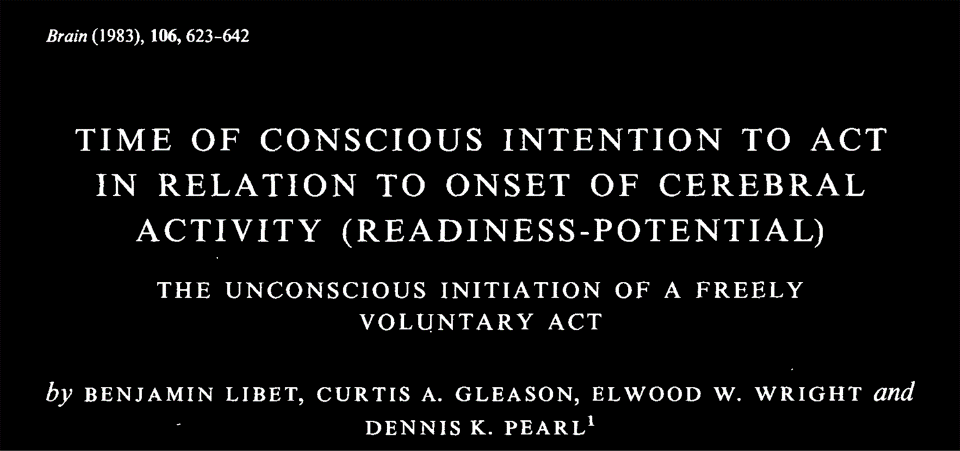 Brain (1983), 106, 623–642
TIME OF CONSCIOUS INTENTION TO ACT
IN RELATION TO ONSET OF CEREBRAL
ACTIVITY (READINESS-POTENTIAL)
THE UNCONSCIOUS INITIATION OF A FREELY
VOLUNTARY ACT
by BENJAMIN LIBET, CURTIS A. GLEASON, ELWOOD W. WRIGHT and
DENNIS K. PEARL¹